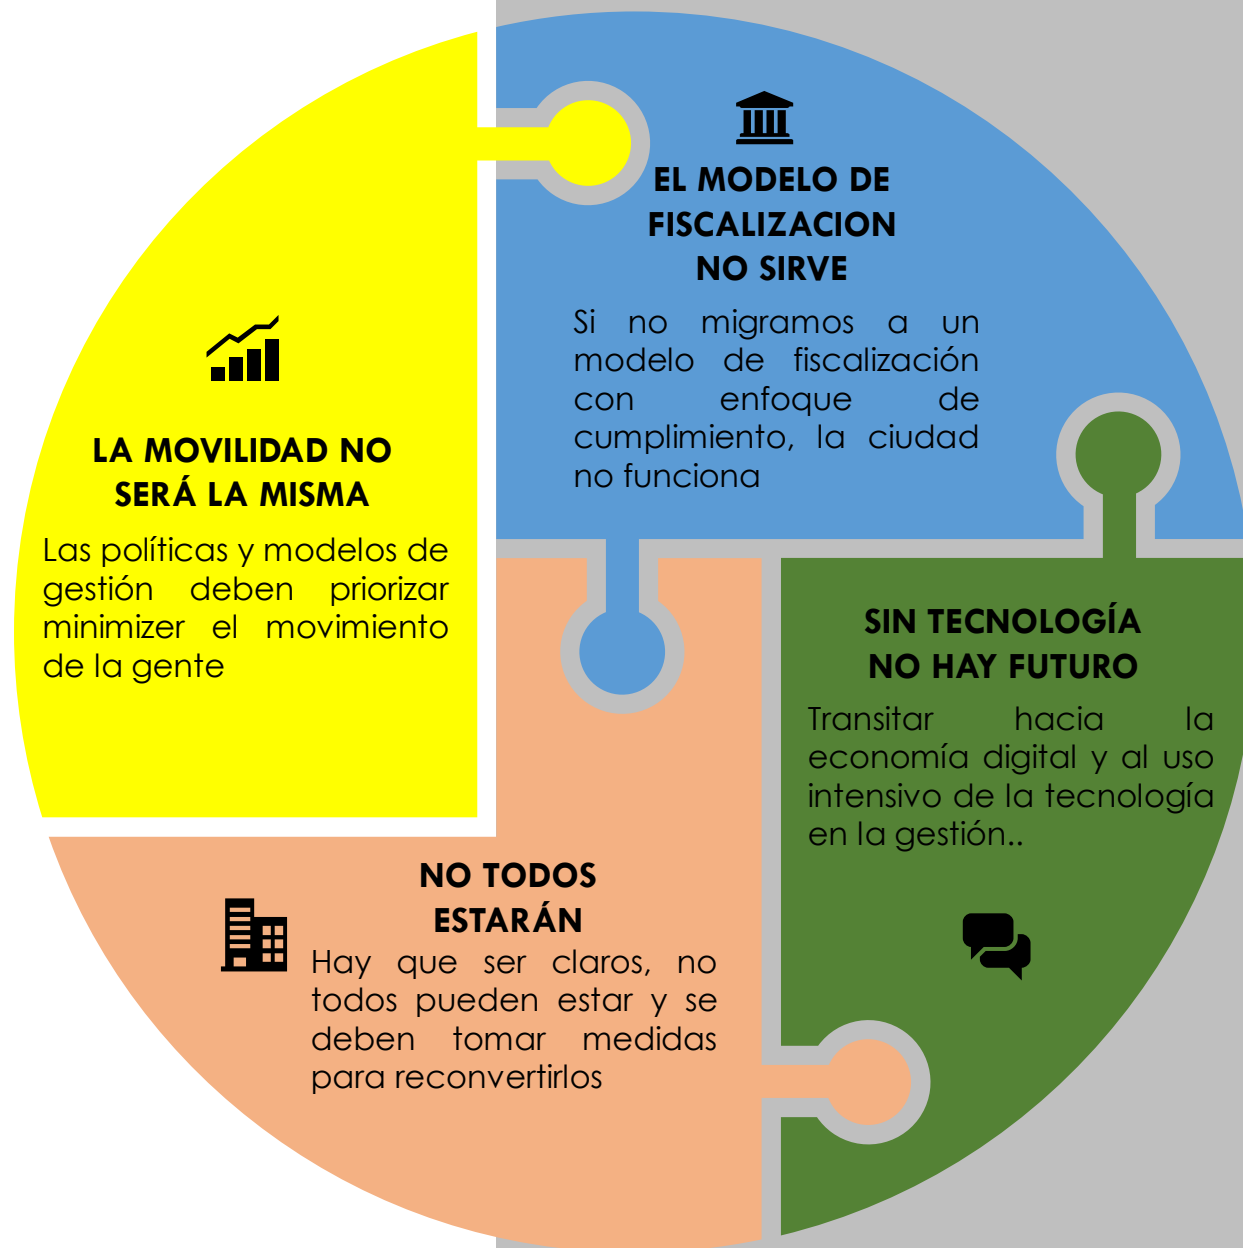 LA MOVILIDAD NO
SERÁ LA MISMA
Las políticas y modelos de
gestión deben priorizar
minimizer el movimiento
de la gente
EL MODELO DE
FISCALIZACION
NO SIRVE
Si no migramos a un
modelo de fiscalización
con enfoque de
cumplimiento, la ciudad
no funciona
SIN TECNOLOGÍA
NO HAY FUTURO
Transitar hacia la
economía digital y al uso
intensivo de la tecnología
en la gestión..
NO TODOS
ESTARÁN
Hay que ser claros, no
todos pueden estar y se
deben tomar medidas
para reconvertirlos